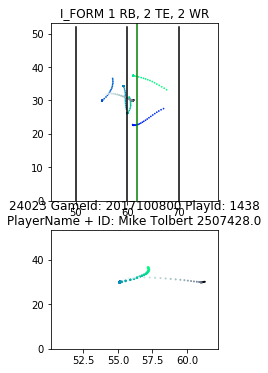 I_FORM 1 RB, 2 TE, 2 WR
50
40
30
20
10
0
50 60 70
24023 GameId: 2017100800 PlayId: 1438
PlayerName + ID: Mike Tolbert 2507428.0
40
20
0
52.5 55.0 57.5 60.0